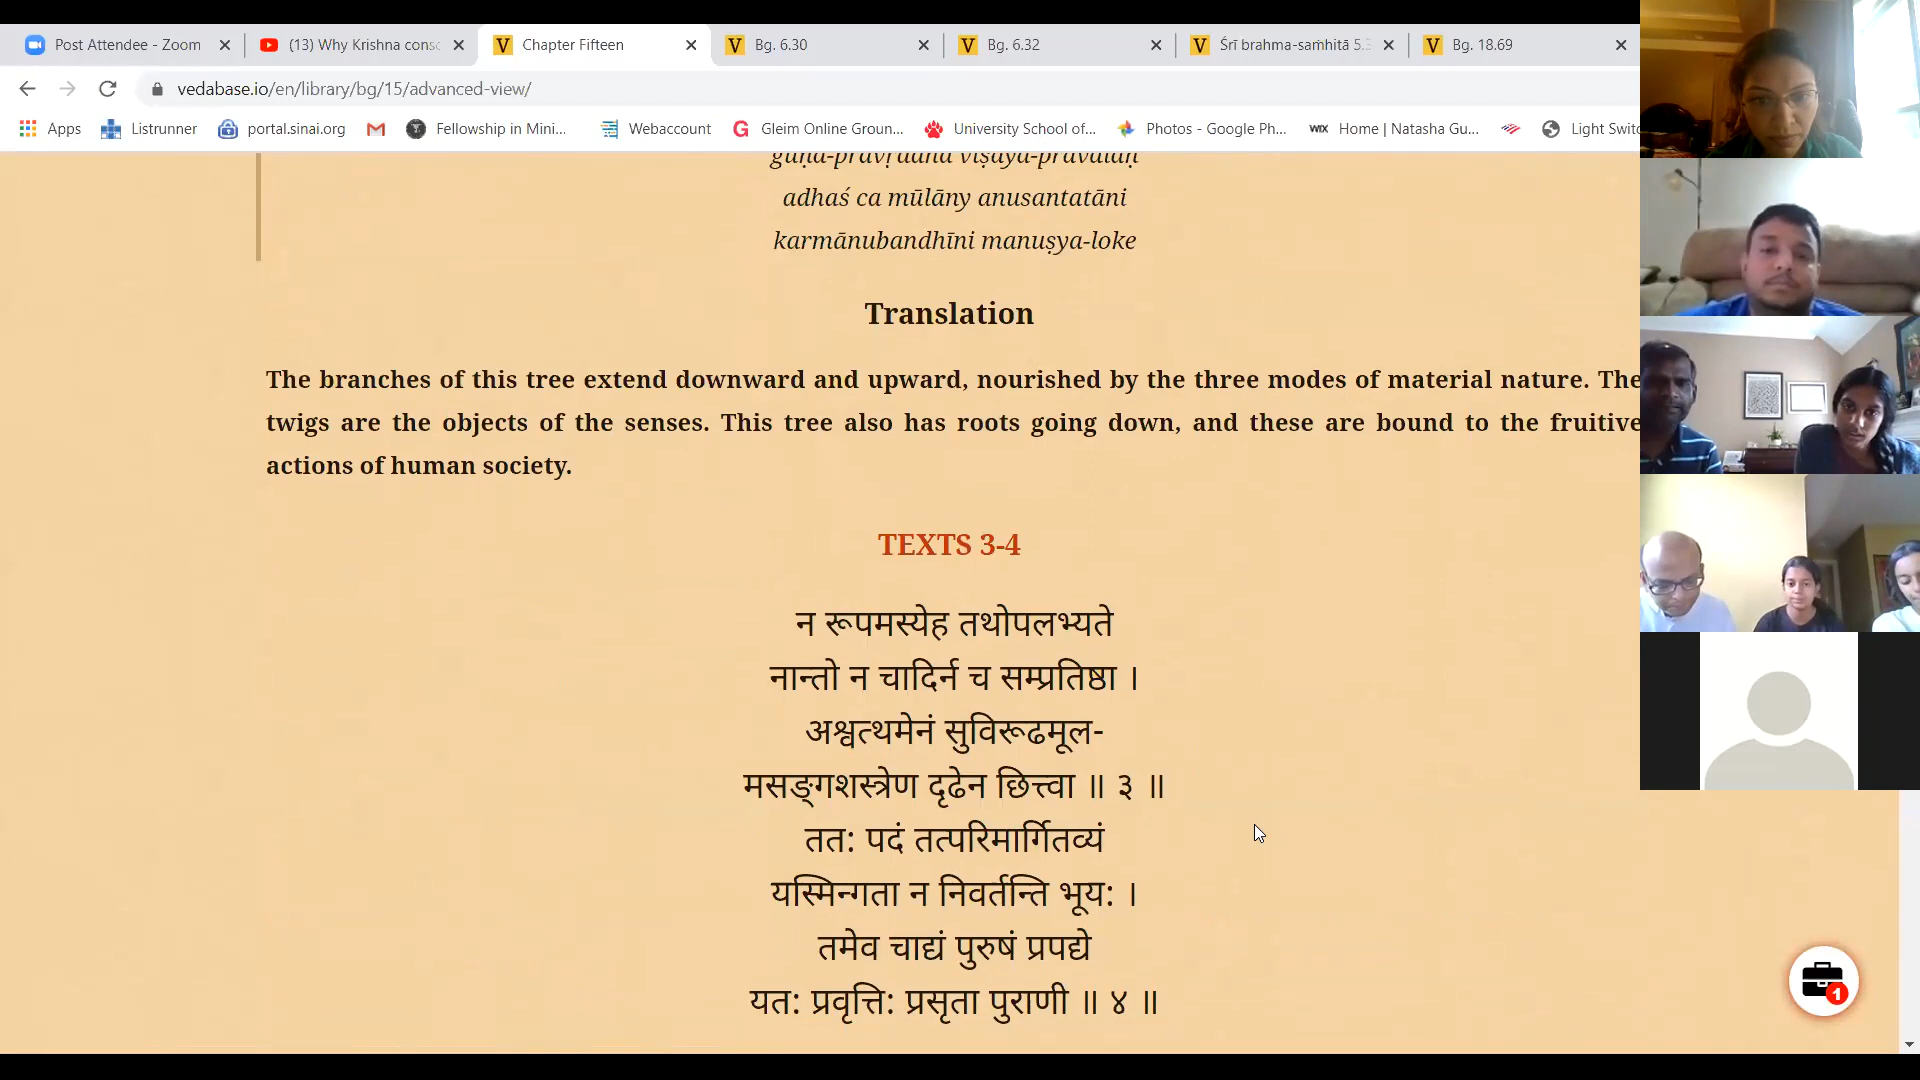 Post Attendee - Zoom
(13) Why Krishna consc
Chapter Fifteen
Bg. 6.30
Bg. 6.32
Śrī brahma-saṁhitā 5.
Bg. 18.69
vedabase.io/en/library/bg/15/advanced-view/
Apps
Listrunner
portal.sinai.org
Fellowship in Mini...
Webaccount
Gleim Online Groun...
University School of...
Photos - Google Ph...
WIX
Home | Natasha Gu...
Light Switc
guṇa-pravṛddhā viṣaya-pravālāḥ
adhaś ca mūlāny anusantatāni
karmānubandhīni manuṣya-loke
Translation
The branches of this tree extend downward and upward, nourished by the three modes of material nature. The
twigs are the objects of the senses. This tree also has roots going down, and these are bound to the fruitive
actions of human society.
TEXTS 3-4
न रूपमस्येह तथोपलभ्यते
नान्तो न चादिर्न च सम्प्रतिष्ठा ।
अश्वत्थमेनं सुविरूढमूल-
मसङ्गशस्त्रेण दृढेन छित्त्वा ॥ ३ ॥
तत: पदं तत्परिमार्गितव्यं
यस्मिन्गता न निवर्तन्ति भूय: ।
तमेव चाद्यं पुरुषं प्रपद्ये
यत: प्रवृत्ति: प्रसृता पुराणी ॥ ४ ॥
1